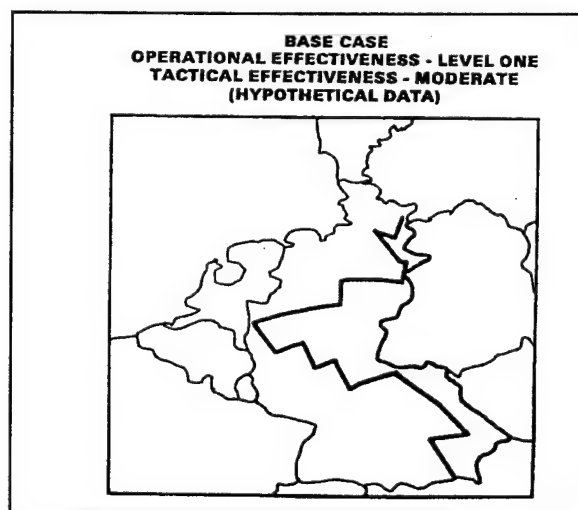 BASE CASE
OPERATIONAL EFFECTIVENESS - LEVEL ONE
TACTICAL EFFECTIVENESS - MODERATE
(HYPOTHETICAL DATA)